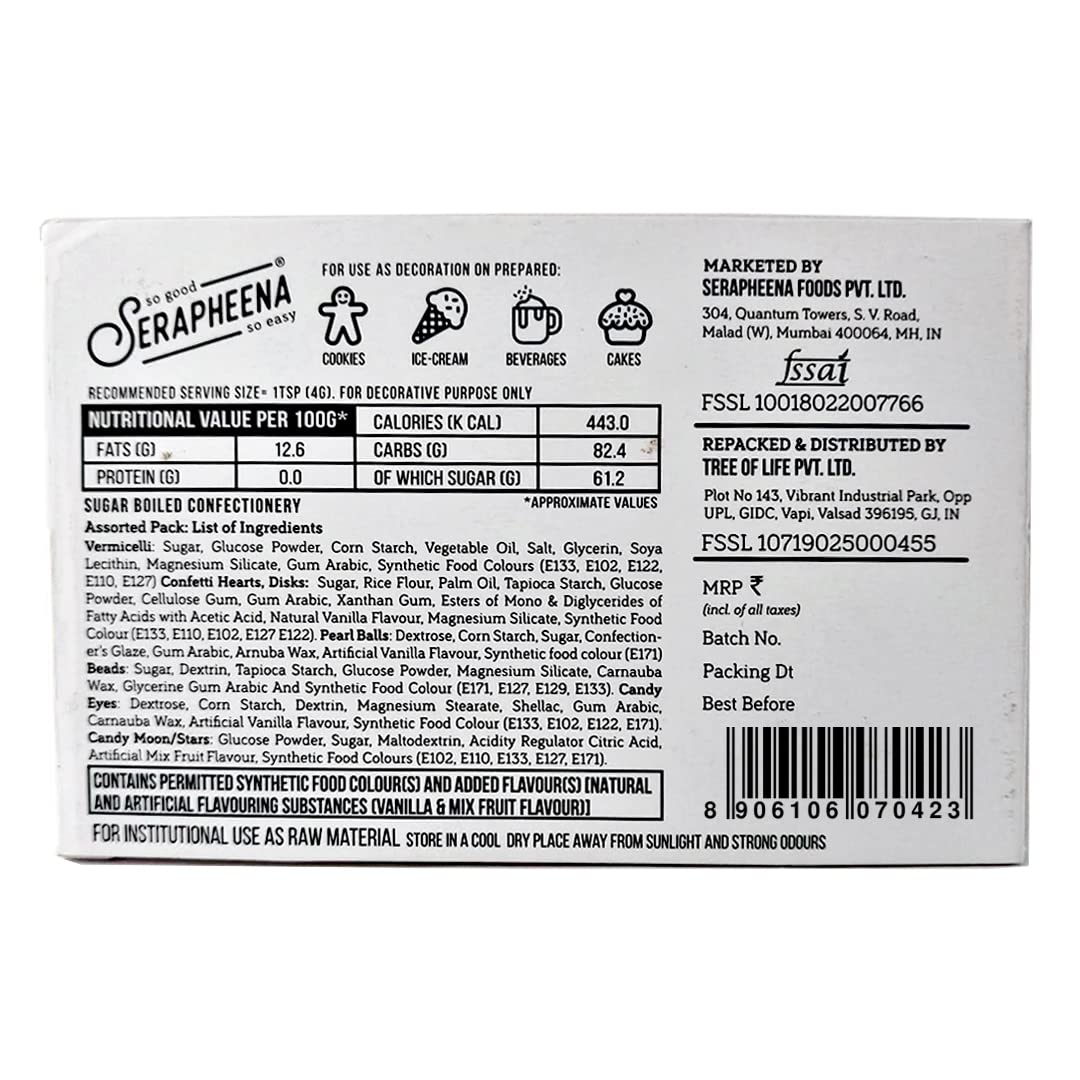 so good
SERAPHEENA®
so easy
FOR USE AS DECORATION ON PREPARED:
COOKIES
ICE-CREAM
BEVERAGES
CAKES
RECOMMENDED SERVING SIZE= 1TSP (4G). FOR DECORATIVE PURPOSE ONLY
NUTRITIONAL VALUE PER 100G* CALORIES (K CAL) 443.0
FATS (G) 12.6 CARBS (G) 82.4
PROTEIN (G) 0.0 OF WHICH SUGAR (G) 61.2
SUGAR BOILED CONFECTIONERY *APPROXIMATE VALUES
Assorted Pack: List of Ingredients
Vermicelli: Sugar, Glucose Powder, Corn Starch, Vegetable Oil, Salt, Glycerin, Soya
Lecithin, Magnesium Silicate, Gum Arabic, Synthetic Food Colours (E133, E102, E122,
E110, E127) Confetti Hearts, Disks: Sugar, Rice Flour, Palm Oil, Tapioca Starch, Glucose
Powder, Cellulose Gum, Gum Arabic, Xanthan Gum, Esters of Mono & Diglycerides of
Fatty Acids with Acetic Acid, Natural Vanilla Flavour, Magnesium Silicate, Synthetic Food
Colour (E133, E110, E102, E127 E122). Pearl Balls: Dextrose, Corn Starch, Sugar, Confection-
er's Glaze, Gum Arabic, Arnuba Wax, Artificial Vanilla Flavour, Synthetic food colour (E171)
Beads: Sugar, Dextrin, Tapioca Starch, Glucose Powder, Magnesium Silicate, Carnauba
Wax, Glycerine Gum Arabic And Synthetic Food Colour (E171, E127, E129, E133). Candy
Eyes: Dextrose, Corn Starch, Dextrin, Magnesium Stearate, Shellac, Gum Arabic,
Carnauba Wax, Artificial Vanilla Flavour, Synthetic Food Colour (E133, E102, E122, E171).
Candy Moon/Stars: Glucose Powder, Sugar, Maltodextrin, Acidity Regulator Citric Acid,
Artificial Mix Fruit Flavour, Synthetic Food Colours (E102, E110, E133, E127, E171).
CONTAINS PERMITTED SYNTHETIC FOOD COLOUR(S) AND ADDED FLAVOUR(S) [NATURAL
AND ARTIFICIAL FLAVOURING SUBSTANCES (VANILLA & MIX FRUIT FLAVOUR)]
FOR INSTITUTIONAL USE AS RAW MATERIAL STORE IN A COOL DRY PLACE AWAY FROM SUNLIGHT AND STRONG ODOURS
MARKETED BY
SERAPHEENA FOODS PVT. LTD.
304, Quantum Towers, S. V. Road,
Malad (W), Mumbai 400064, MH, IN
fssai
FSSL 10018022007766
REPACKED & DISTRIBUTED BY
TREE OF LIFE PVT. LTD.
Plot No 143, Vibrant Industrial Park, Opp
UPL, GIDC, Vapi, Valsad 396195, GJ, IN
FSSL 10719025000455
MRP ₹
(incl. of all taxes)
Batch No.
Packing Dt
Best Before
8 906106 070423